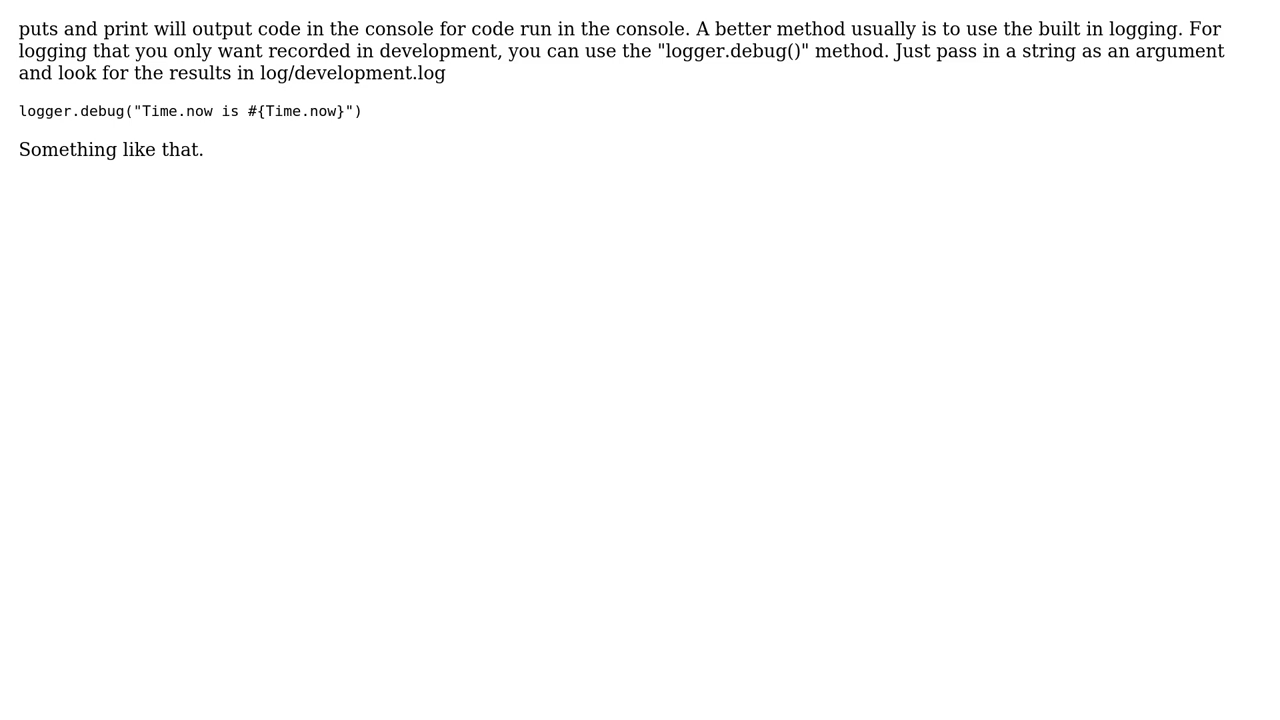 puts and print will output code in the console for code run in the console. A better method usually is to use the built in logging. For
logging that you only want recorded in development, you can use the "logger.debug()" method. Just pass in a string as an argument
and look for the results in log/development.log
logger.debug("Time.now is #{Time.now}")
Something like that.